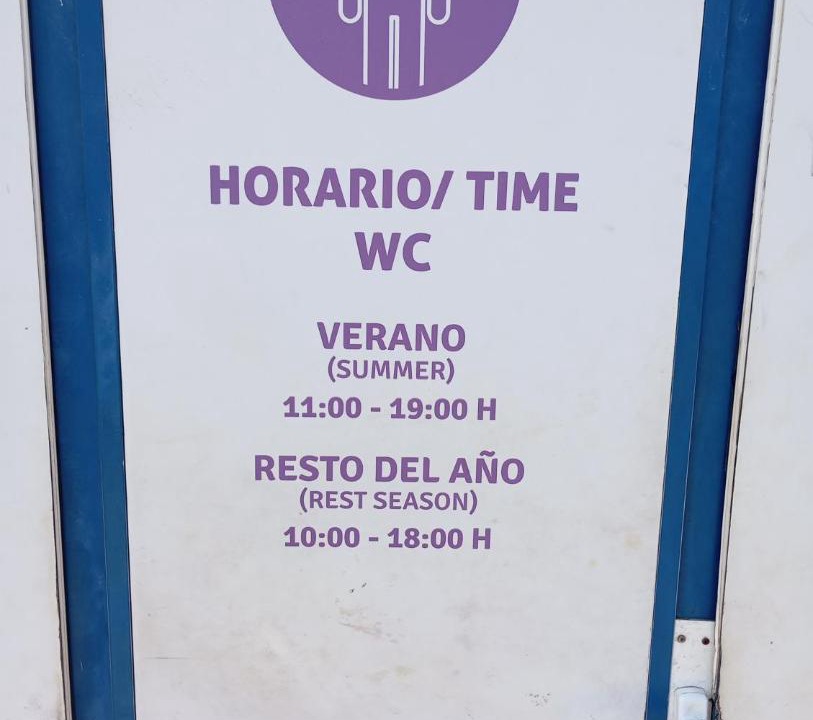 HORARIO/ TIME
WC
VERANO
(SUMMER)
11:00 - 19:00 H
RESTO DEL AÑO
(REST SEASON)
10:00 - 18:00 H